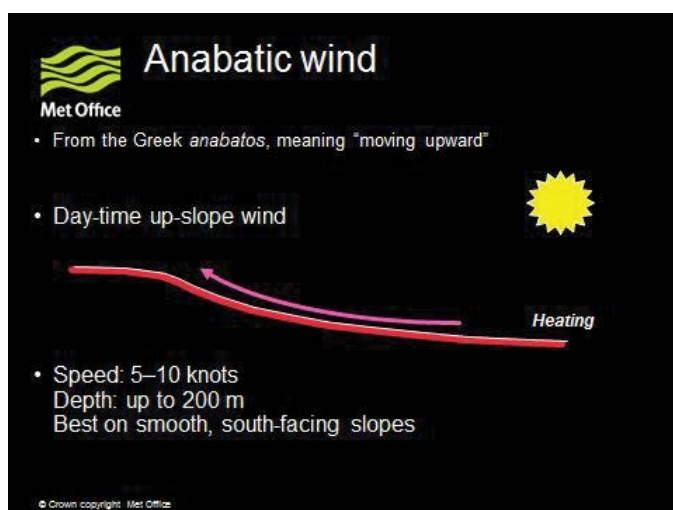 Anabatic wind
Met Office
• From the Greek anabatos, meaning “moving upward”
• Day-time up-slope wind
Heating
• Speed: 5–10 knots
Depth: up to 200 m
Best on smooth, south-facing slopes
© Crown copyright Met Office